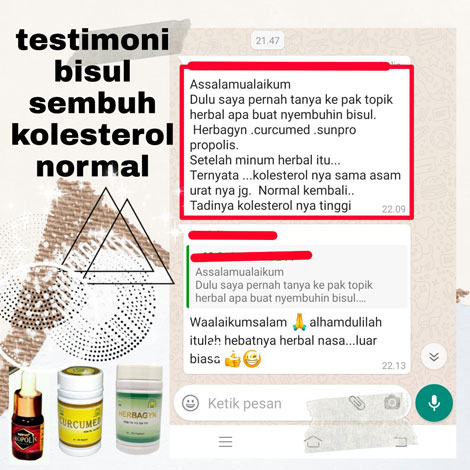 testimoni
bisul
sembuh
kolesterol
normal
21.47
Assalamualaikum
Dulu saya pernah tanya ke pak topik
herbal apa buat nyembuhin bisul.
Herbagyn .curcumed .sunpro
propolis.
Setelah minum herbal itu...
Ternyata ...kolesterol nya sama asam
urat nya jg. Normal kembali..
Tadinya kolesterol nya tinggi
22.09
Assalamualaikum
Dulu saya pernah tanya ke pak topik
herbal apa buat nyembuhin bisul....
Waalaikumsalam 🙏 alhamdulilah
itulah hebatnya herbal nasa...luar
biasa 👍😄
22.13
Ketik pesan
CURCUMED
HERBAGYN